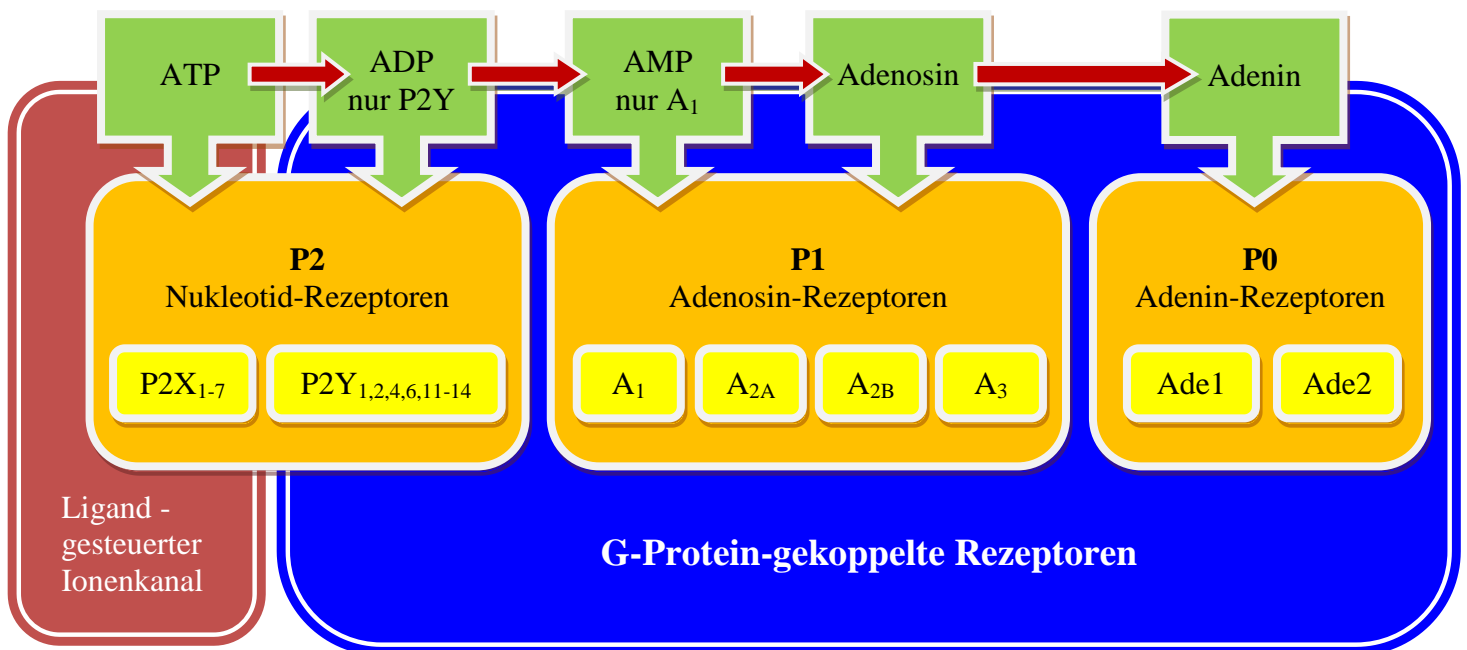 ATP
ADP
nur P2Y
AMP
nur A₁
Adenosin
Adenin
P2
Nukleotid-Rezeptoren
P1
Adenosin-Rezeptoren
P0
Adenin-Rezeptoren
P2X₁₋₇
P2Y₁,₂,₄,₆,₁₁₋₁₄
A₁
A₂A
A₂B
A₃
Ade1
Ade2
Ligand -
gesteuerter
Ionenkanal
G-Protein-gekoppelte Rezeptoren